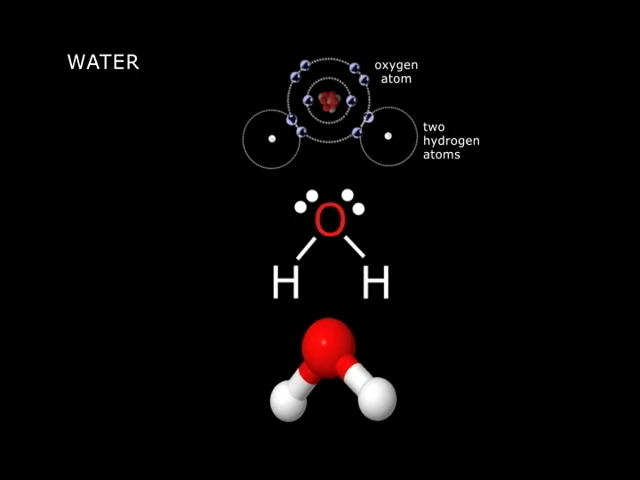 WATER
oxygen
atom
two
hydrogen
atoms
O
H H